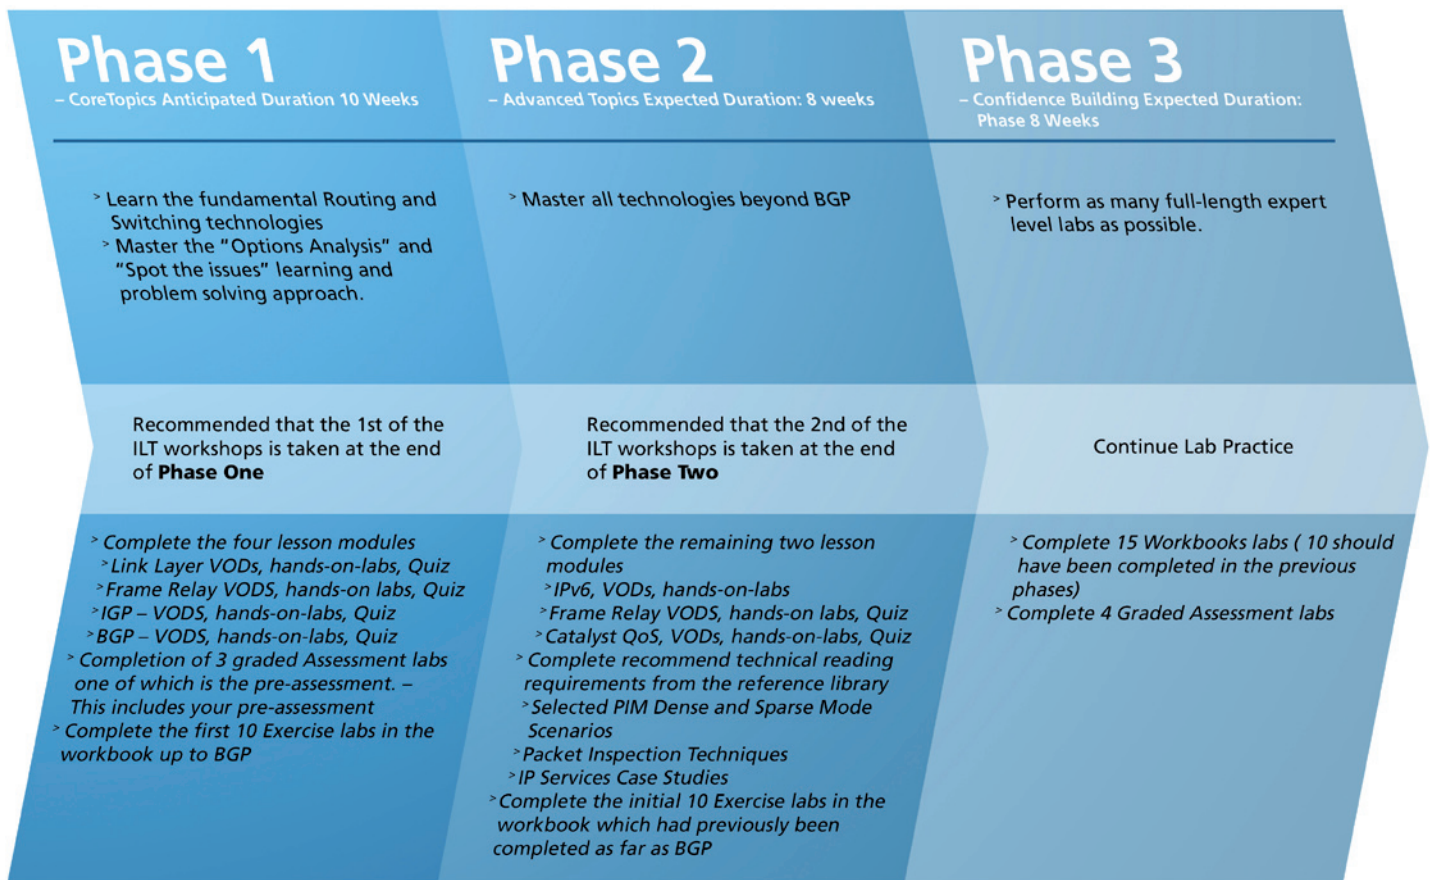 Phase 1
– CoreTopics Anticipated Duration 10 Weeks
> Learn the fundamental Routing and
Switching technologies
> Master the “Options Analysis” and
“Spot the issues” learning and
problem solving approach.
Recommended that the 1st of the
ILT workshops is taken at the end
of Phase One
> Complete the four lesson modules
> Link Layer VODs, hands-on-labs, Quiz
> Frame Relay VODS, hands-on labs, Quiz
> IGP – VODS, hands-on-labs, Quiz
> BGP – VODS, hands-on-labs, Quiz
> Completion of 3 graded Assessment labs
one of which is the pre-assessment. –
This includes your pre-assessment
> Complete the first 10 Exercise labs in the
workbook up to BGP
Phase 2
– Advanced Topics Expected Duration: 8 weeks
> Master all technologies beyond BGP
Recommended that the 2nd of the
ILT workshops is taken at the end
of Phase Two
> Complete the remaining two lesson
modules
> IPv6, VODs, hands-on-labs
> Frame Relay VODS, hands-on labs, Quiz
> Catalyst QoS, VODs, hands-on-labs, Quiz
> Complete recommend technical reading
requirements from the reference library
> Selected PIM Dense and Sparse Mode
Scenarios
> Packet Inspection Techniques
> IP Services Case Studies
> Complete the initial 10 Exercise labs in the
workbook which had previously been
completed as far as BGP
Phase 3
– Confidence Building Expected Duration:
Phase 8 Weeks
> Perform as many full-length expert
level labs as possible.
Continue Lab Practice
> Complete 15 Workbooks labs ( 10 should
have been completed in the previous
phases)
> Complete 4 Graded Assessment labs